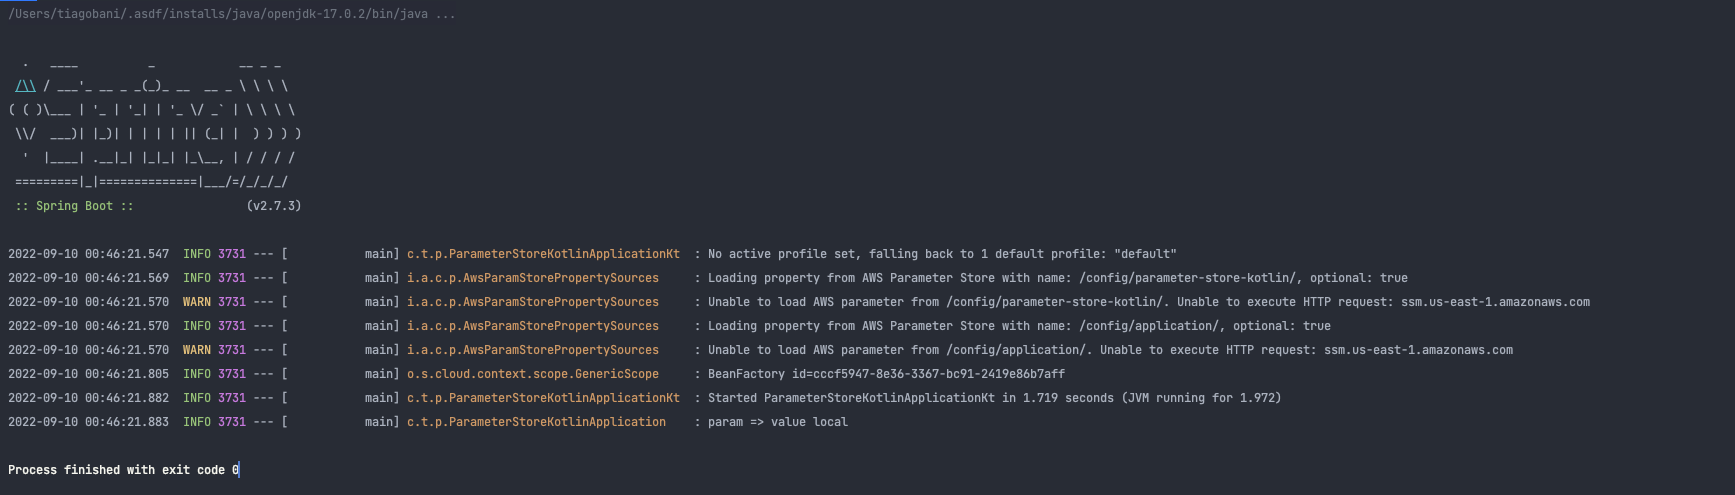 /Users/tiagobani/.asdf/installs/java/openjdk-17.0.2/bin/java ...
  .   ____          _            __ _ _
 /\\ / ___'_ __ _ _(_)_ __  __ _ \ \ \ \
( ( )\___ | '_ | '_| | '_ \/ _` | \ \ \ \
 \\/  ___)| |_)| | | | | || (_| |  ) ) ) )
  '  |____| .__|_| |_|_| |_\__, | / / / /
 =========|_|==============|___/=/_/_/_/
 :: Spring Boot ::                (v2.7.3)
2022-09-10 00:46:21.547  INFO 3731 --- [           main] c.t.p.ParameterStoreKotlinApplicationKt  : No active profile set, falling back to 1 default profile: "default"
2022-09-10 00:46:21.569  INFO 3731 --- [           main] i.a.c.p.AwsParamStorePropertySources     : Loading property from AWS Parameter Store with name: /config/parameter-store-kotlin/, optional: true
2022-09-10 00:46:21.570  WARN 3731 --- [           main] i.a.c.p.AwsParamStorePropertySources     : Unable to load AWS parameter from /config/parameter-store-kotlin/. Unable to execute HTTP request: ssm.us-east-1.amazonaws.com
2022-09-10 00:46:21.570  INFO 3731 --- [           main] i.a.c.p.AwsParamStorePropertySources     : Loading property from AWS Parameter Store with name: /config/application/, optional: true
2022-09-10 00:46:21.570  WARN 3731 --- [           main] i.a.c.p.AwsParamStorePropertySources     : Unable to load AWS parameter from /config/application/. Unable to execute HTTP request: ssm.us-east-1.amazonaws.com
2022-09-10 00:46:21.805  INFO 3731 --- [           main] o.s.cloud.context.scope.GenericScope     : BeanFactory id=cccf5947-8e36-3367-bc91-2419e86b7aff
2022-09-10 00:46:21.882  INFO 3731 --- [           main] c.t.p.ParameterStoreKotlinApplicationKt  : Started ParameterStoreKotlinApplicationKt in 1.719 seconds (JVM running for 1.972)
2022-09-10 00:46:21.883  INFO 3731 --- [           main] c.t.p.ParameterStoreKotlinApplication    : param => value local
Process finished with exit code 0